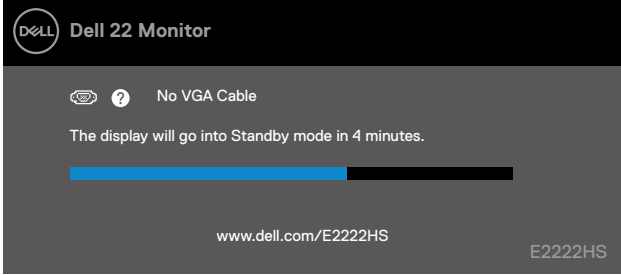 DELL
Dell 22 Monitor
? No VGA Cable
The display will go into Standby mode in 4 minutes.
www.dell.com/E2222HS
E2222HS